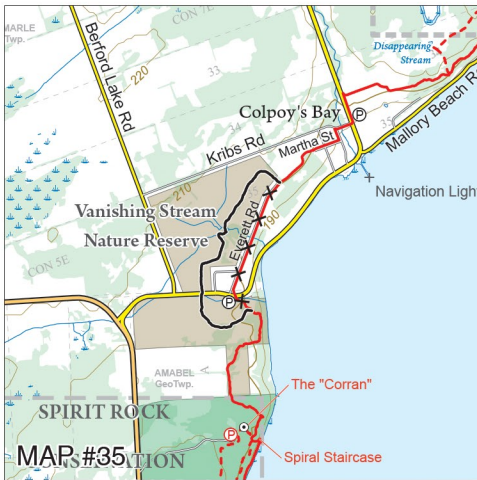 CON 7E
MARLE
Twp.
Disappearing
Stream
Berford Lake Rd
220
33
Colpoy's Bay
P
35
Mallory Beach Rd
34
Kribs Rd
Martha St
210
Navigation Light
Vanishing Stream
Nature Reserve
Everett Rd
190
CON 5E
P
AMABEL
GeoTwp.
The "Corran"
SPIRIT ROCK
P
MAP #35
Spiral Staircase